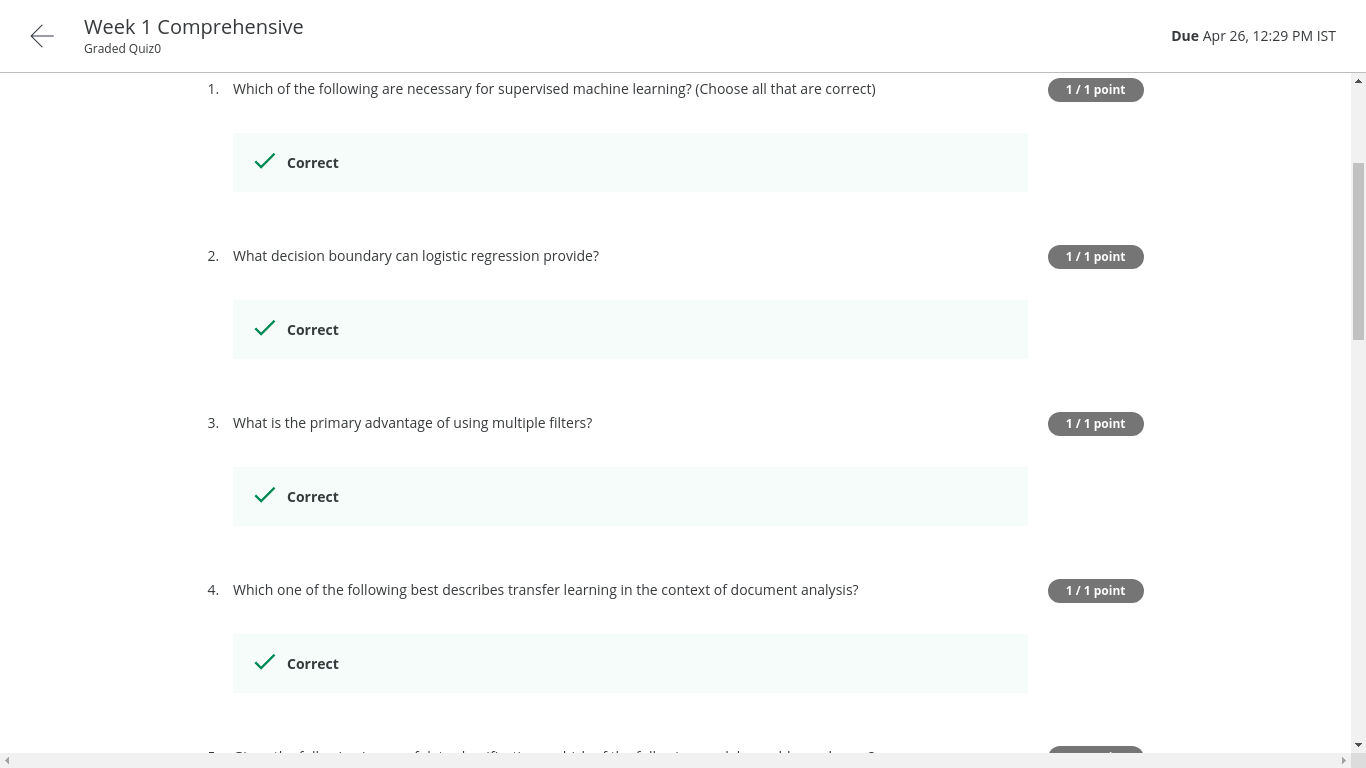 Week 1 Comprehensive
Graded Quiz0
Due Apr 26, 12:29 PM IST
1. Which of the following are necessary for supervised machine learning? (Choose all that are correct)
1 / 1 point
Correct
2. What decision boundary can logistic regression provide?
1 / 1 point
Correct
3. What is the primary advantage of using multiple filters?
1 / 1 point
Correct
4. Which one of the following best describes transfer learning in the context of document analysis?
1 / 1 point
Correct